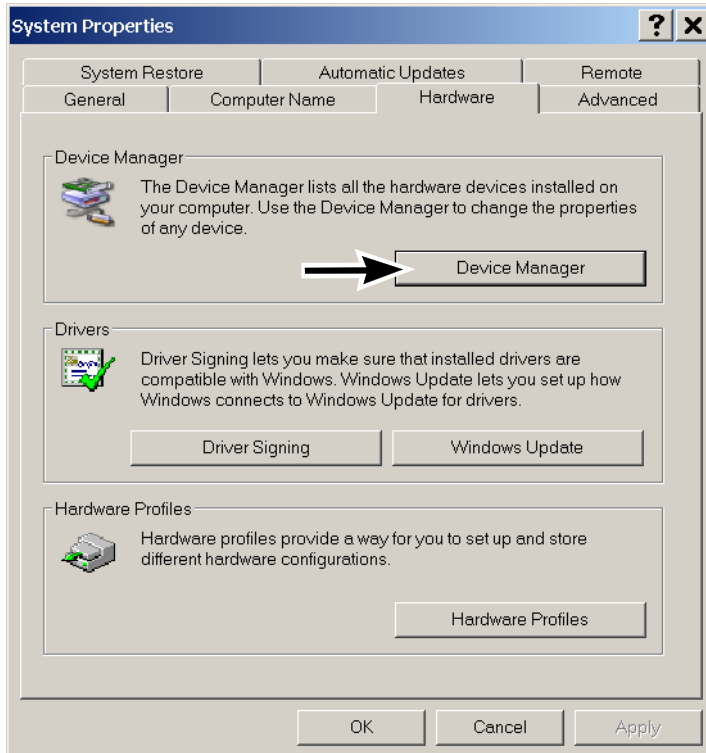 System Properties
? X
System Restore Automatic Updates Remote
General Computer Name Hardware Advanced
Device Manager
The Device Manager lists all the hardware devices installed on
your computer. Use the Device Manager to change the properties
of any device.
Device Manager
Drivers
Driver Signing lets you make sure that installed drivers are
compatible with Windows. Windows Update lets you set up how
Windows connects to Windows Update for drivers.
Driver Signing Windows Update
Hardware Profiles
Hardware profiles provide a way for you to set up and store
different hardware configurations.
Hardware Profiles
OK Cancel Apply